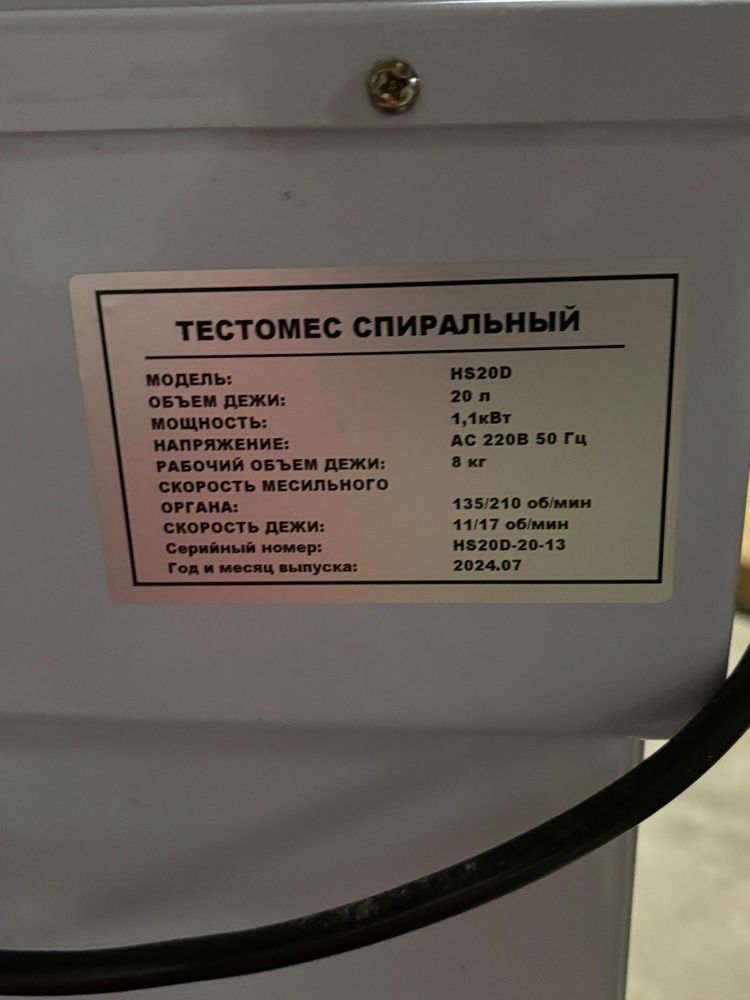 ТЕСТОМЕС СПИРАЛЬНЫЙ
МОДЕЛЬ: HS20D
ОБЪЕМ ДЕЖИ: 20 л
МОЩНОСТЬ: 1,1кВт
НАПРЯЖЕНИЕ: АС 220В 50 Гц
РАБОЧИЙ ОБЪЕМ ДЕЖИ: 8 кг
СКОРОСТЬ МЕСИЛЬНОГО
ОРГАНА: 135/210 об/мин
СКОРОСТЬ ДЕЖИ: 11/17 об/мин
Серийный номер: HS20D-20-13
Год и месяц выпуска: 2024.07